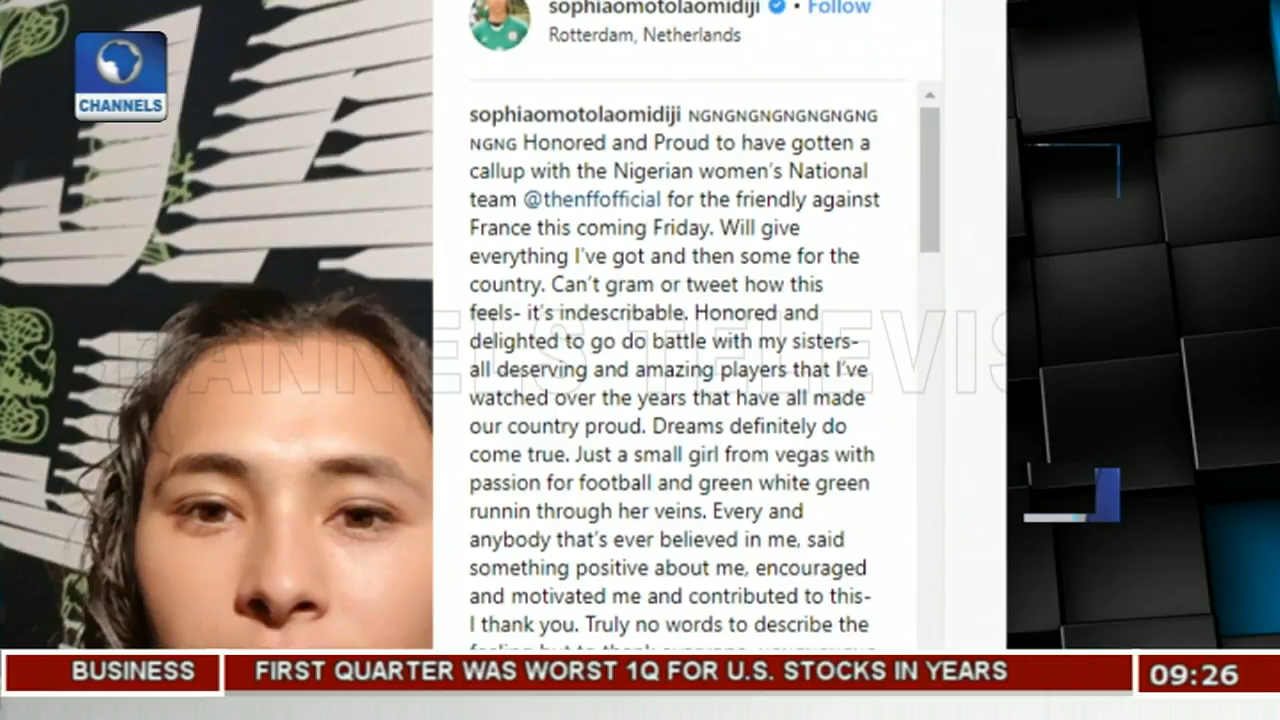 sophiaomotolaomidiji • Follow
Rotterdam, Netherlands
CHANNELS
sophiaomotolaomidiji NGNGNGNGNGNGNGNG
NGNG Honored and Proud to have gotten a
callup with the Nigerian women's National
team @thenffofficial for the friendly against
France this coming Friday. Will give
everything I've got and then some for the
country. Can't gram or tweet how this
feels- it's indescribable. Honored and
delighted to go do battle with my sisters-
all deserving and amazing players that I've
watched over the years that have all made
our country proud. Dreams definitely do
come true. Just a small girl from vegas with
passion for football and green white green
runnin through her veins. Every and
anybody that's ever believed in me, said
something positive about me, encouraged
and motivated me and contributed to this-
I thank you. Truly no words to describe the
BUSINESS
FIRST QUARTER WAS WORST 1Q FOR U.S. STOCKS IN YEARS
09:26